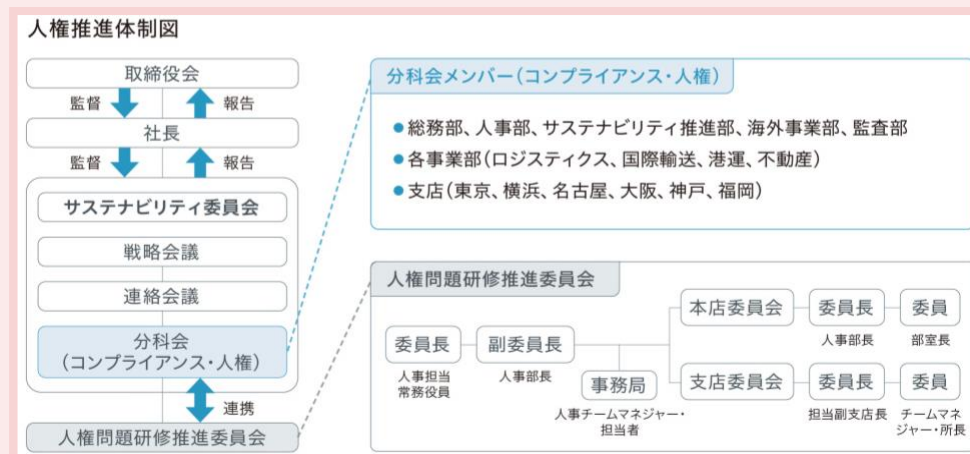 人権推進体制図
取締役会
監督
報告
社長
監督
報告
サステナビリティ委員会
戦略会議
連絡会議
分科会
(コンプライアンス・人権)
連携
人権問題研修推進委員会
分科会メンバー(コンプライアンス・人権)
●総務部、人事部、サステナビリティ推進部、海外事業部、監査部
●各事業部(ロジスティクス、国際輸送、港運、不動産)
●支店(東京、横浜、名古屋、大阪、神戸、福岡)
人権問題研修推進委員会
委員長
人事担当
常務役員
副委員長
人事部長
事務局
人事チームマネジャー・
担当者
本店委員会
委員長
人事部長
委員
部室長
支店委員会
委員長
担当副支店長
委員
チームマネ
ジャー・所長